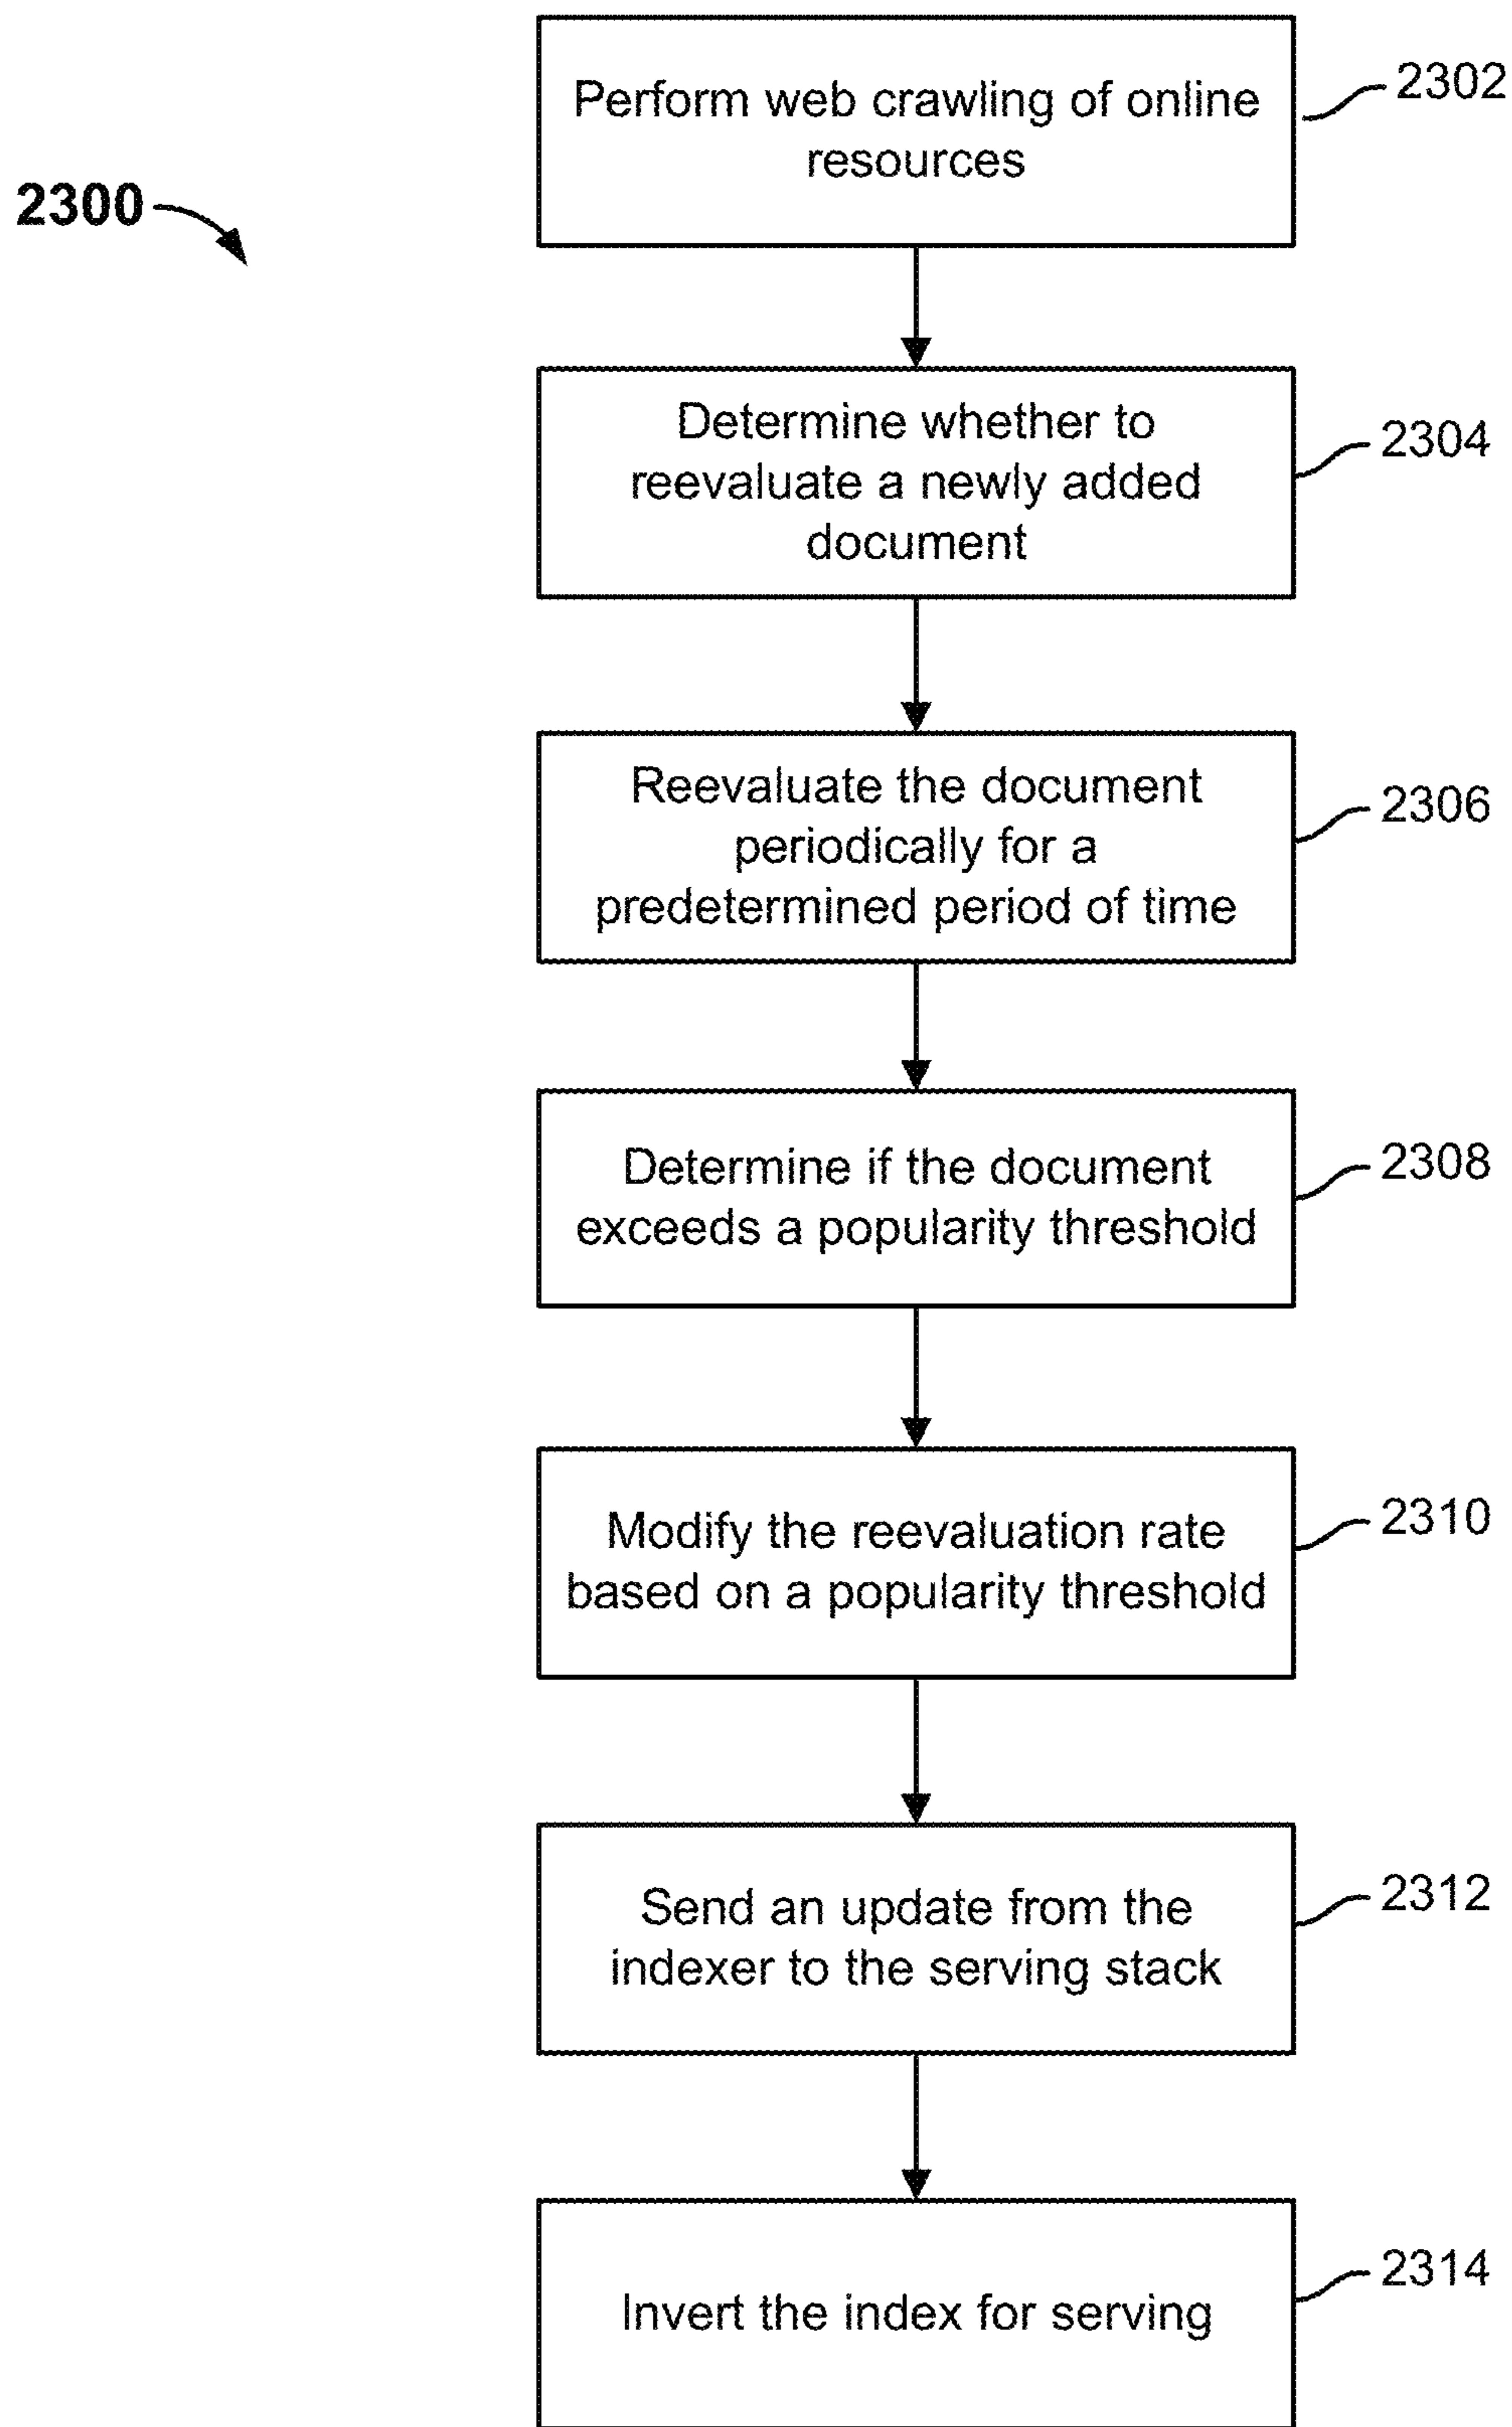 Perform web crawling of online
resources
2302
2300
Determine whether to
reevaluate a newly added
document
2304
Reevaluate the document
periodically for a
predetermined period of time
2306
Determine if the document
exceeds a popularity threshold
2308
Modify the reevaluation rate
based on a popularity threshold
2310
Send an update from the
indexer to the serving stack
2312
Invert the index for serving
2314